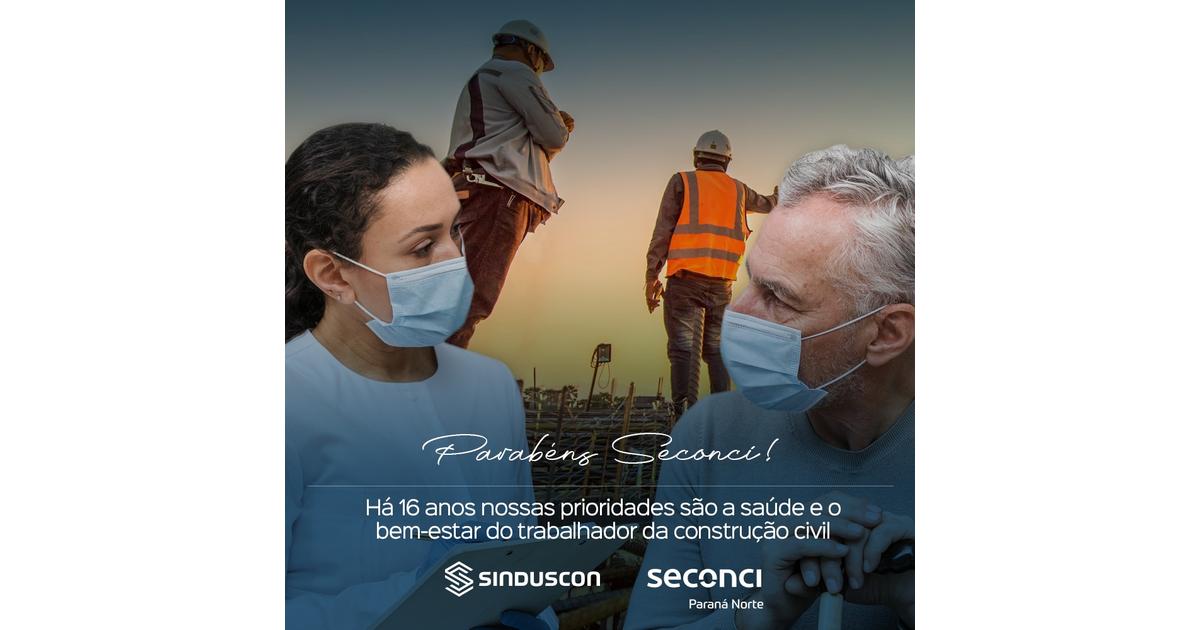 Parabéns Seconci!
Há 16 anos nossas prioridades são a saúde e o
bem-estar do trabalhador da construção civil
SINDUSCON
seconci
Paraná Norte